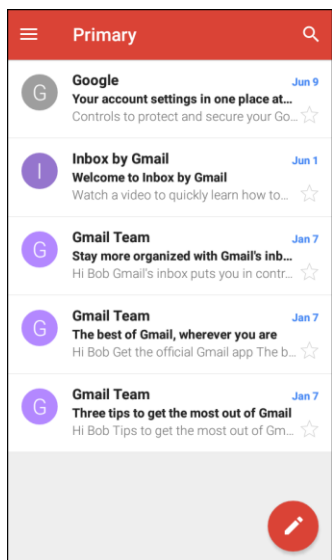 Primary
G
Google
Jun 9
Your account settings in one place at...
Controls to protect and secure your Go...
I
Inbox by Gmail
Jun 1
Welcome to Inbox by Gmail
Watch a video to quickly learn how to...
G
Gmail Team
Jan 7
Stay more organized with Gmail's inb...
Hi Bob Gmail's inbox puts you in contr...
G
Gmail Team
Jan 7
The best of Gmail, wherever you are
Hi Bob Get the official Gmail app The b...
G
Gmail Team
Jan 7
Three tips to get the most out of Gmail
Hi Bob Tips to get the most out of Gm...